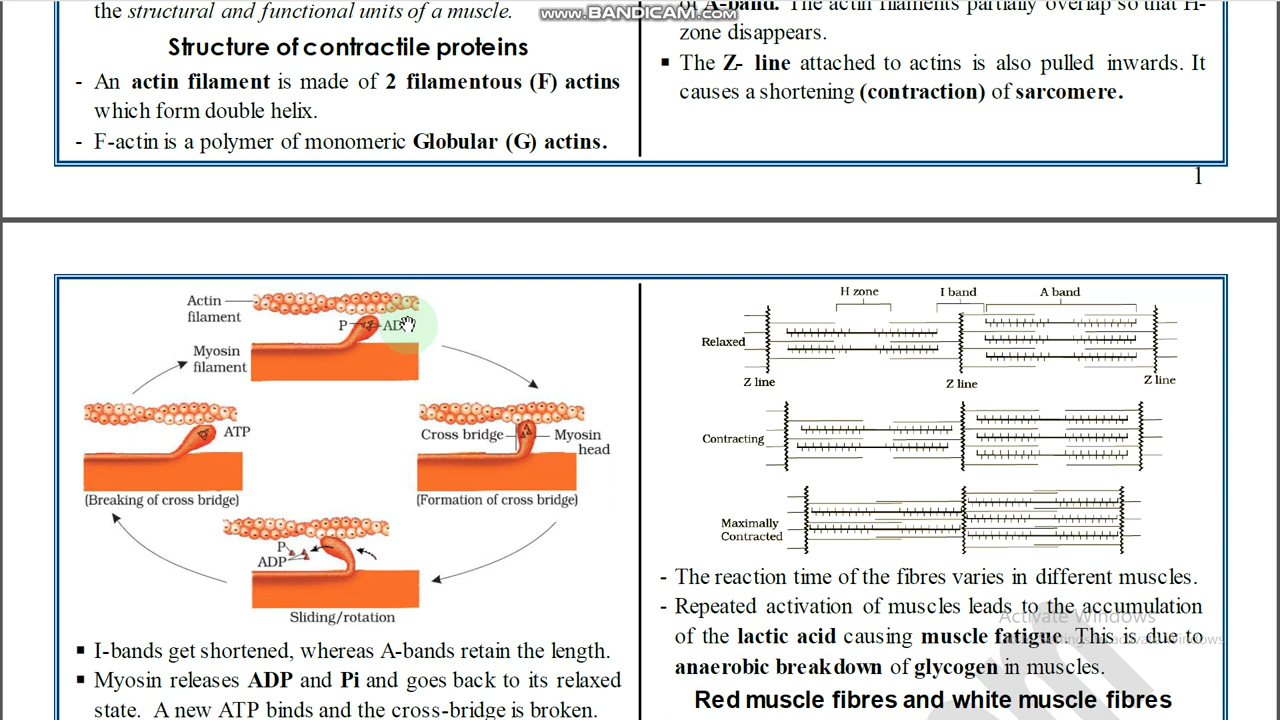 the structural and functional units of a muscle.
Structure of contractile proteins
- An actin filament is made of 2 filamentous (F) actins
which form double helix.
- F-actin is a polymer of monomeric Globular (G) actins.
www.BANDICAM.com
of A-band. The actin filaments partially overlap so that H-
zone disappears.
▪ The Z- line attached to actins is also pulled inwards. It
causes a shortening (contraction) of sarcomere.
1
Actin
filament
P
AD
Myosin
filament
ATP
Cross bridge
Myosin
head
(Breaking of cross bridge)
(Formation of cross bridge)
P
ADP
Sliding/rotation
▪ I-bands get shortened, whereas A-bands retain the length.
▪ Myosin releases ADP and Pi and goes back to its relaxed
state. A new ATP binds and the cross-bridge is broken.
H zone
I band
A band
Relaxed
Z line
Z line
Z line
Contracting
Maximally
Contracted
- The reaction time of the fibres varies in different muscles.
- Repeated activation of muscles leads to the accumulation
of the lactic acid causing muscle fatigue. This is due to
anaerobic breakdown of glycogen in muscles.
Red muscle fibres and white muscle fibres
Activate Windows